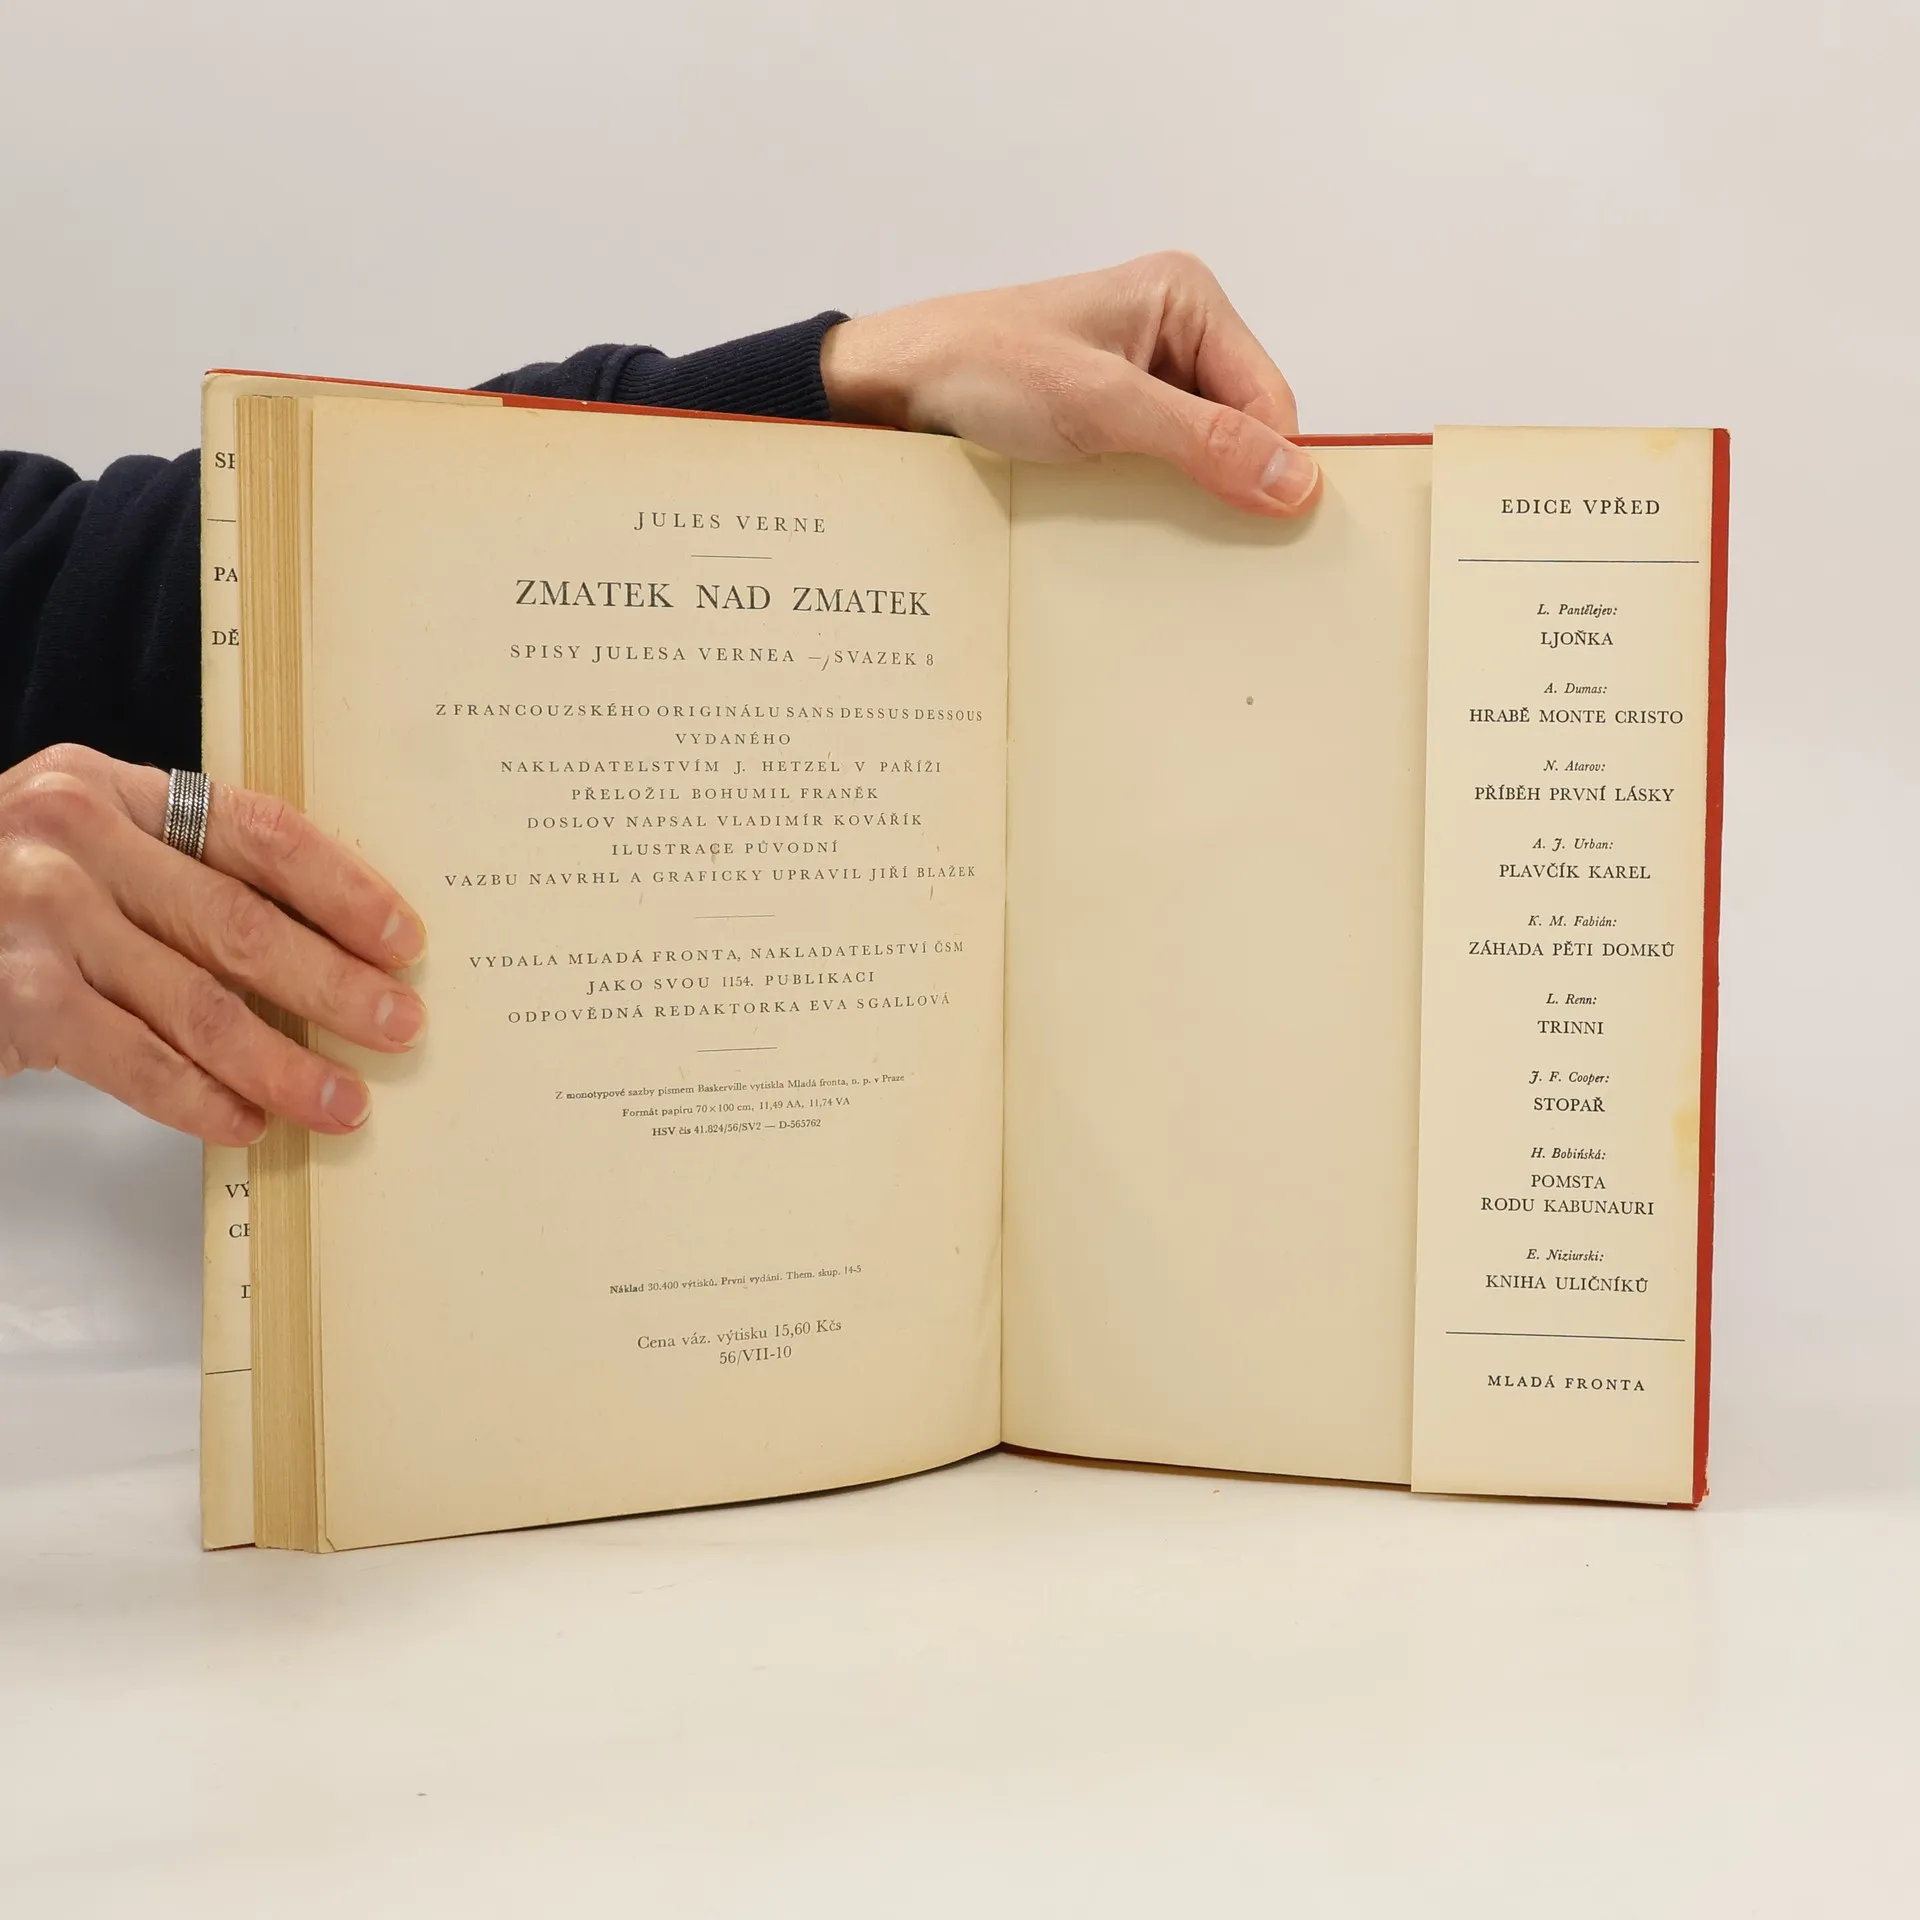 JULES VERNE
ZMATEK NAD ZMATEK
SPISY JULESA VERNEA – SVAZEK 8
Z FRANCOUZSKÉHO ORIGINÁLU SANS DESSUS DESSOUS
VYDANÉHO
NAKLADATELSTVÍM J. HETZEL V PAŘÍŽI
PŘELOŽIL BOHUMIL FRANĚK
DOSLOV NAPSAL VLADIMÍR KOVÁŘÍK
ILUSTRACE PŮVODNÍ
VAZBU NAVRHL A GRAFICKY UPRAVIL JIŘÍ BLAŽEK
VYDALA MLADÁ FRONTA, NAKLADATELSTVÍ ČSM
JAKO SVOU 1154. PUBLIKACI
ODPOVĚDNÁ REDAKTORKA EVA SGALLOVÁ
Z monotypové sazby písmem Baskerville vytiskla Mladá fronta, n. p. v Praze
Formát papíru 70×100 cm, 11,49 AA, 11,74 VA
HSV čis 41.824/56/SV2 — D-565762
Náklad 30.400 výtisků. První vydání. Them. skup. 14-5
Cena váz. výtisku 15,60 Kčs
56/VII-10
EDICE VPŘED
L. Pantělejev:
LJOŇKA
A. Dumas:
HRABĚ MONTE CRISTO
N. Atarov:
PŘÍBĚH PRVNÍ LÁSKY
A. J. Urban:
PLAVČÍK KAREL
K. M. Fabián:
ZÁHADA PĚTI DOMKŮ
L. Renn:
TRINNI
J. F. Cooper:
STOPAŘ
H. Bobińská:
POMSTA
RODU KABUNAURI
E. Niziurski:
KNIHA ULIČNÍKŮ
MLADÁ FRONTA